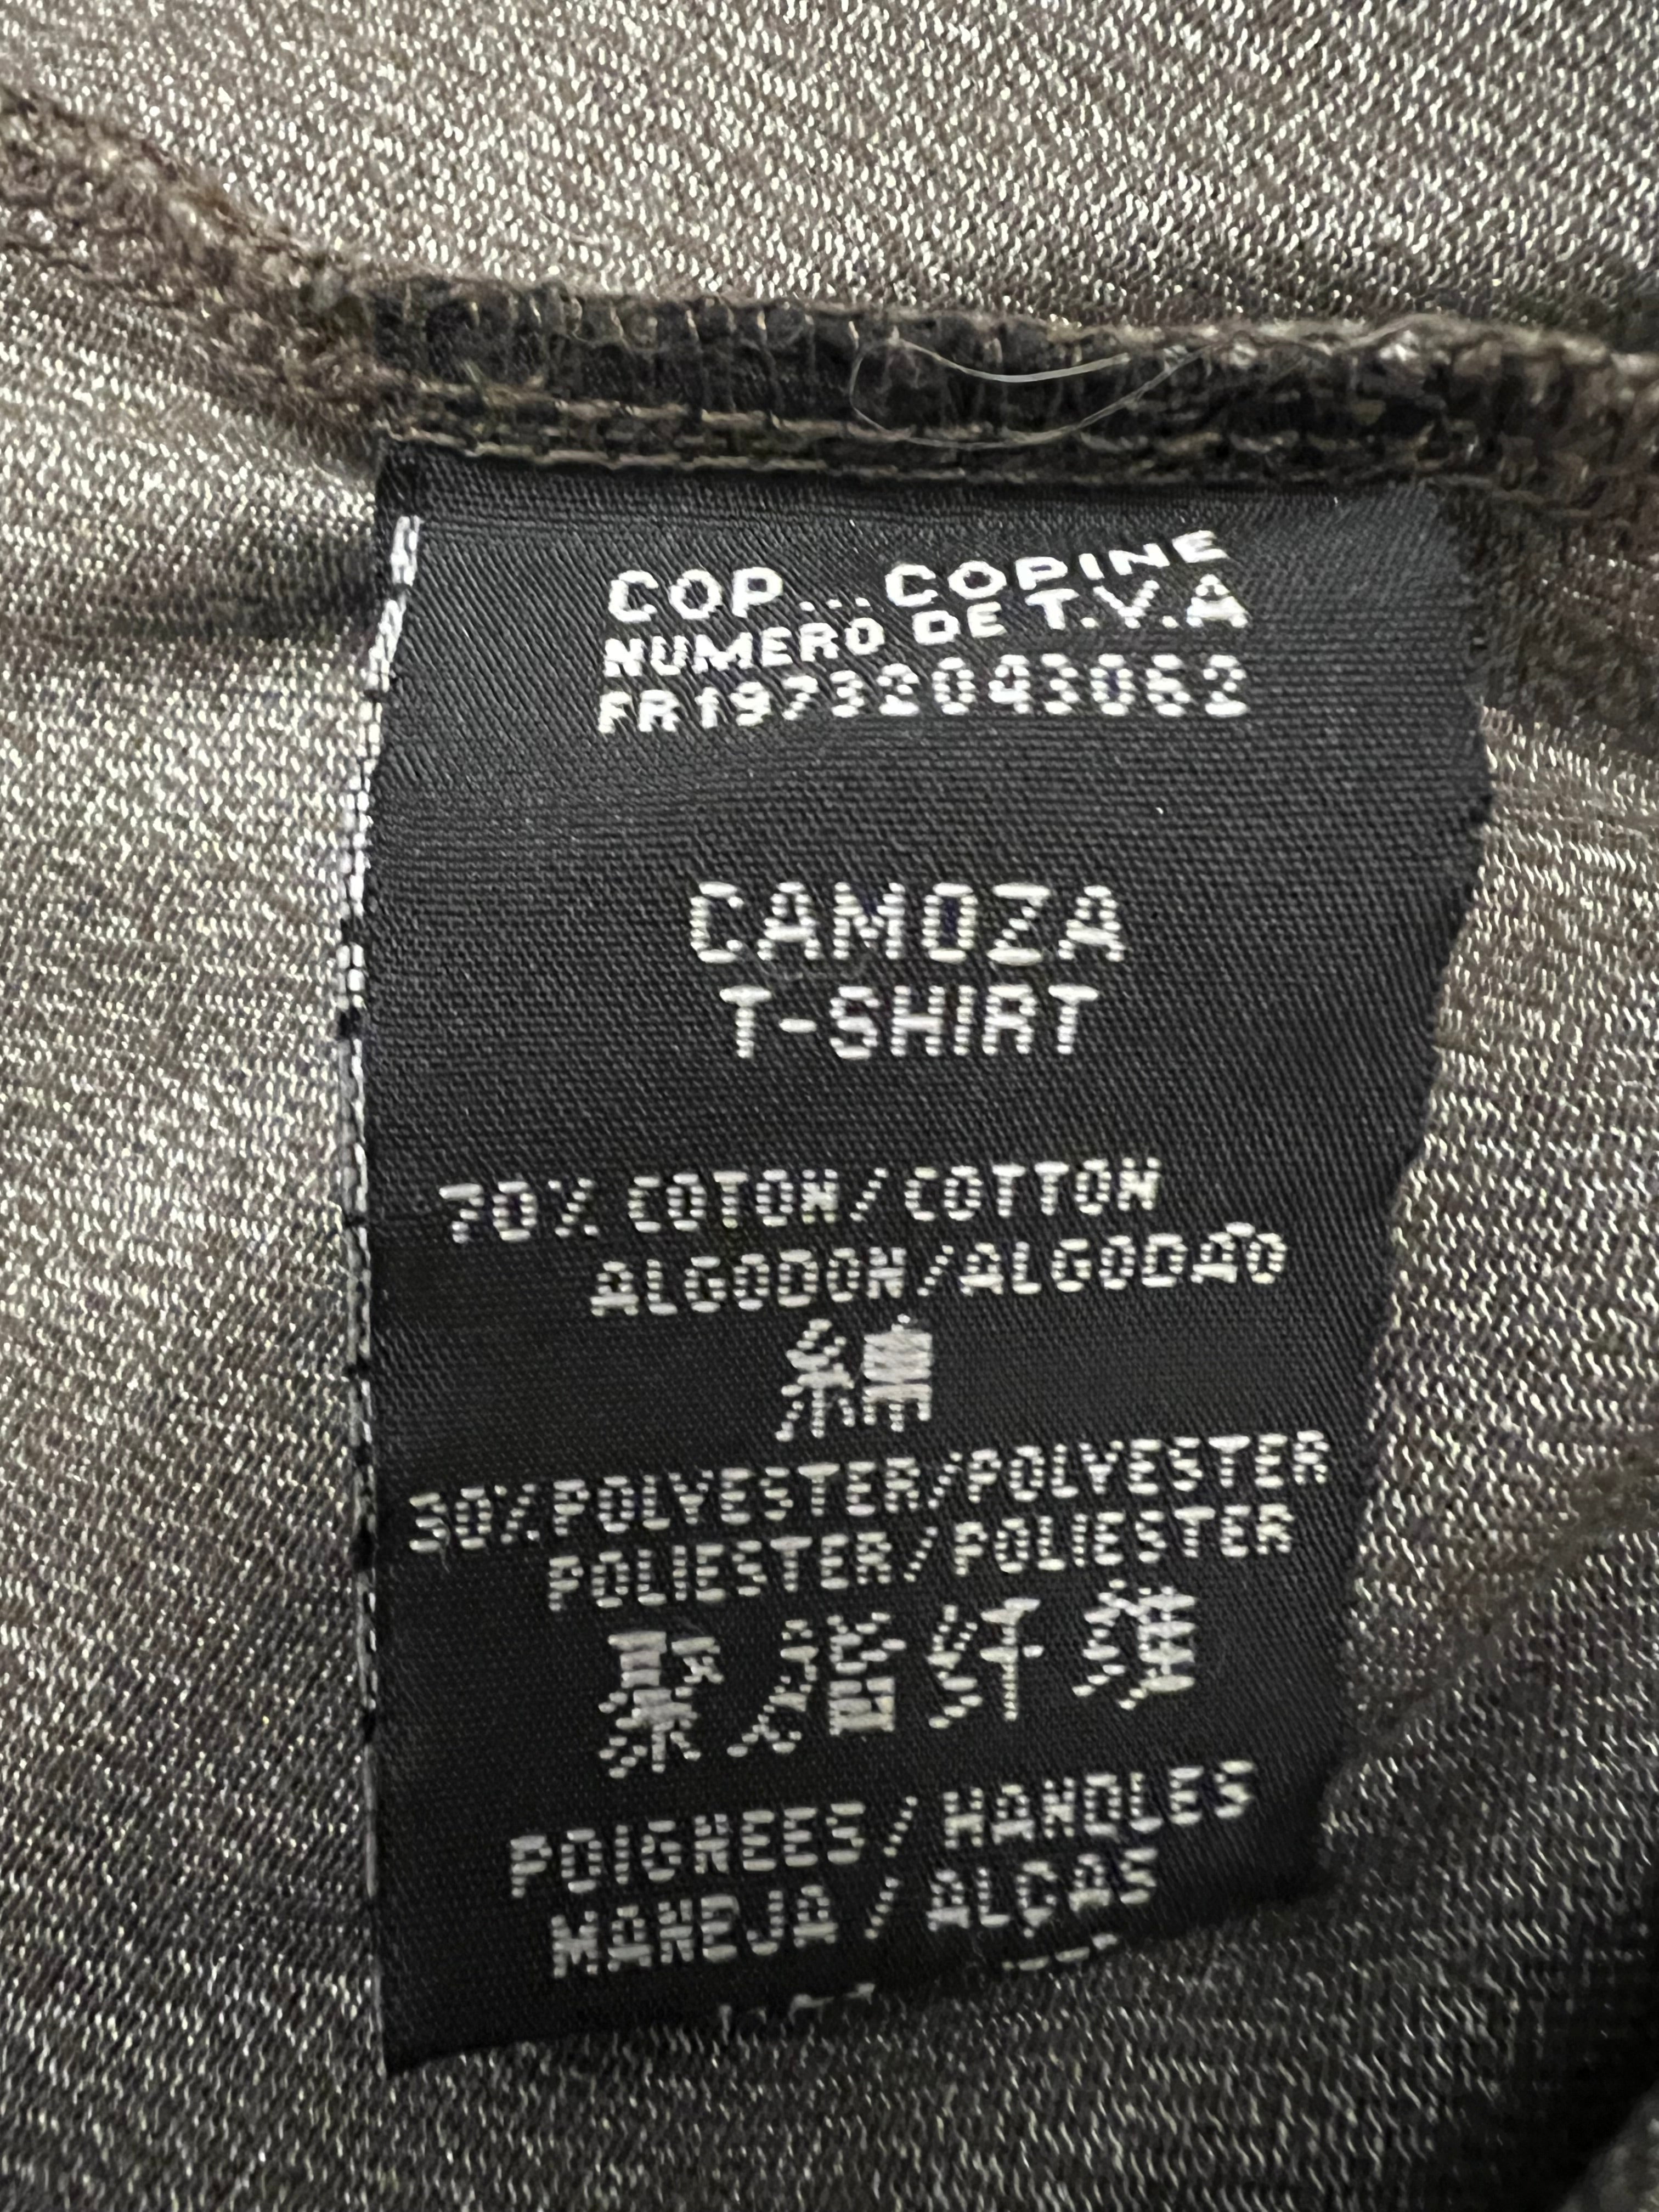 COP...COPINE
NUMERO DE T.V.A
FR19732043062
CAMOZA
T-SHIRT
70% COTON/COTTON
ALGODON/ALGODÃO
綿
30%POLYESTER/POLYESTER
POLIESTER/POLIESTER
聚酯纤维
POIGNEES/HANDLES
MANEJA/ALÇAS